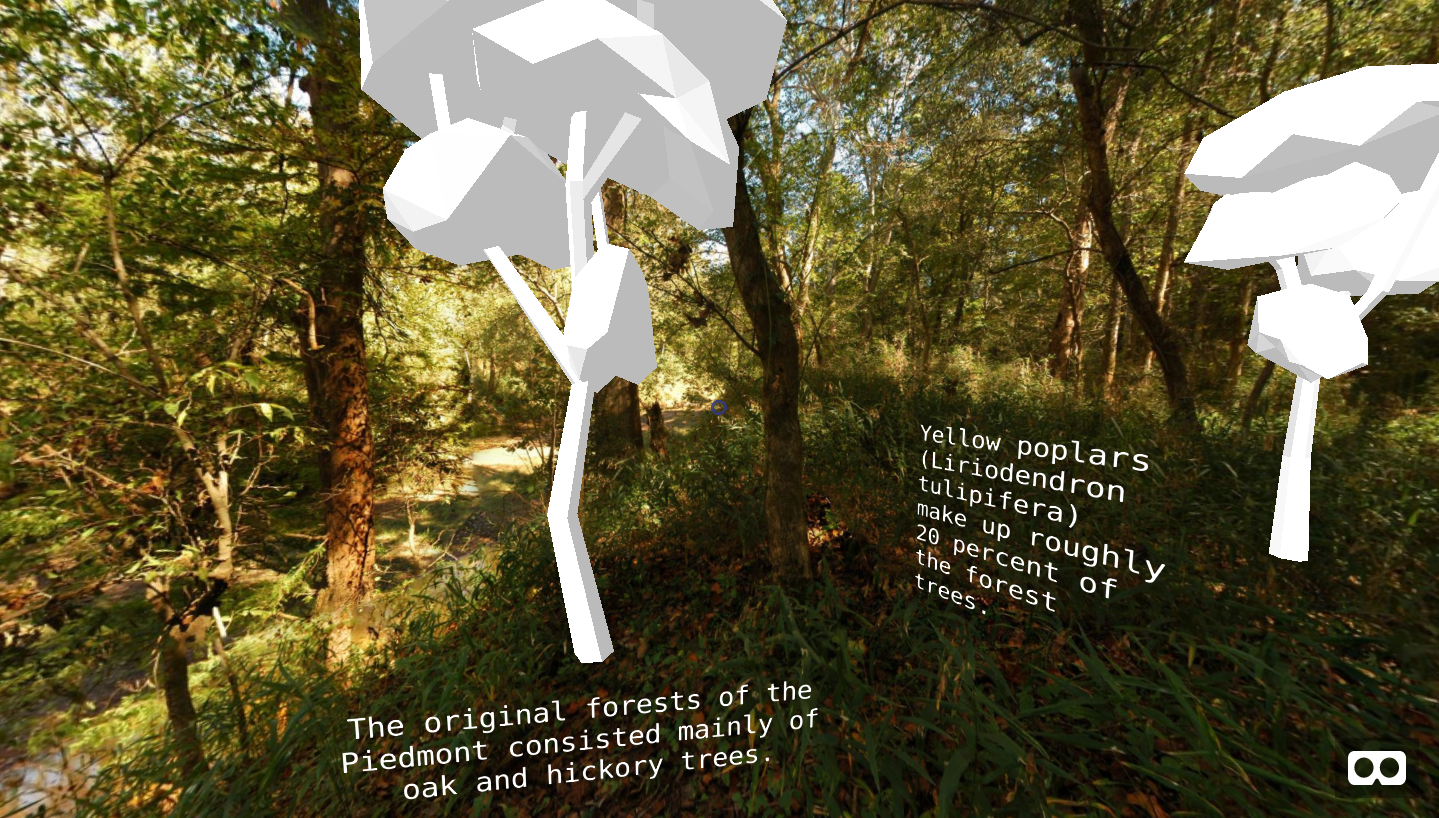 The original forests of the
Piedmont consisted mainly of
oak and hickory trees.
Yellow poplars
(Liriodendron
tulipifera)
make up roughly
20 percent of
the forest
trees.